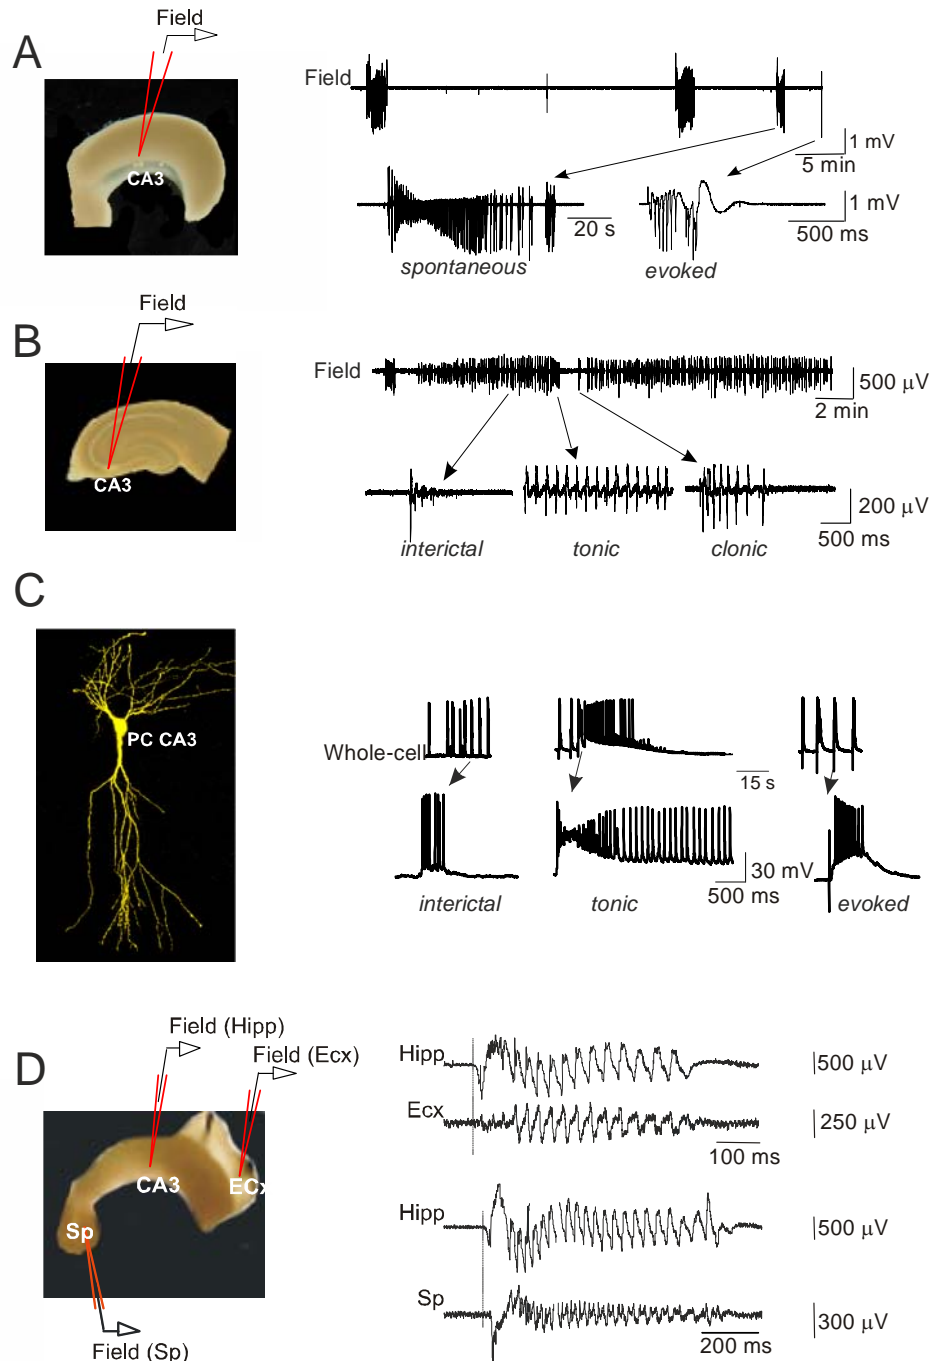 A
Field
CA3
Field
1 mV
5 min
1 mV
20 s
500 ms
spontaneous
evoked
B
Field
CA3
Field
500 μV
2 min
200 μV
500 ms
interictal
tonic
clonic
C
PC CA3
Whole-cell
15 s
30 mV
500 ms
interictal
tonic
evoked
D
Field (Hipp)
Field (Ecx)
CA3
ECx
Sp
Field (Sp)
Hipp
500 μV
Ecx
250 μV
100 ms
Hipp
500 μV
Sp
300 μV
200 ms